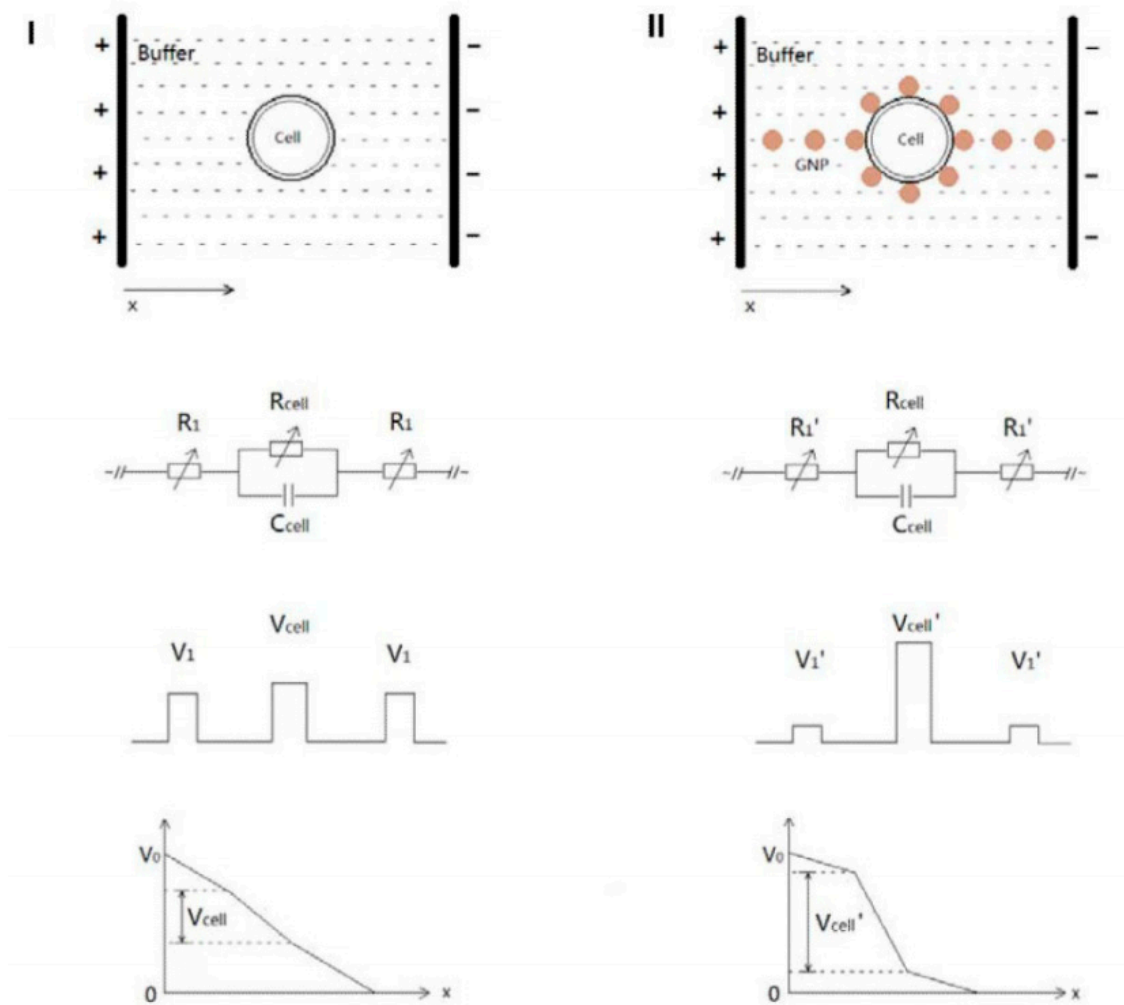 I
II
+ Buffer −
+ Buffer −
+ −
+ −
Cell
Cell
GNP
+ −
+ −
+ −
+ −
x
x
Rcell
Rcell
R1 R1
R1' R1'
~// //~
~// //~
Ccell
Ccell
Vcell
Vcell'
V1 V1
V1' V1'
V0
V0
Vcell
Vcell'
0 x
0 x